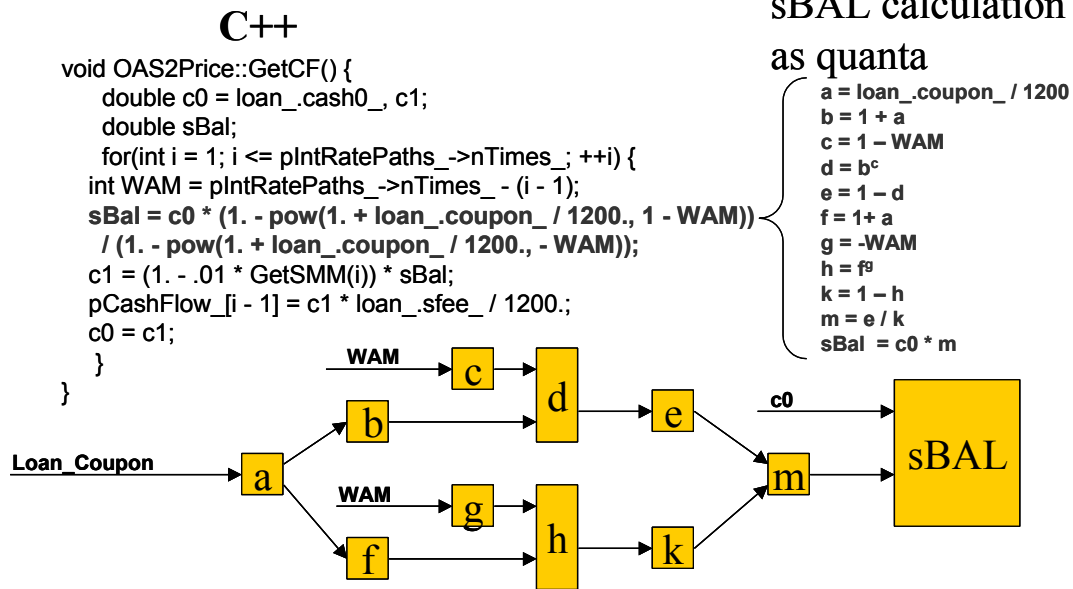 C++
void OAS2Price::GetCF() {
double c0 = loan_.cash0_, c1;
double sBal;
for(int i = 1; i <= pIntRatePaths_->nTimes_; ++i) {
int WAM = pIntRatePaths_->nTimes_ - (i - 1);
sBal = c0 * (1. - pow(1. + loan_.coupon_ / 1200., 1 - WAM))
/ (1. - pow(1. + loan_.coupon_ / 1200., - WAM));
c1 = (1. - .01 * GetSMM(i)) * sBal;
pCashFlow_[i - 1] = c1 * loan_.sfee_ / 1200.;
c0 = c1;
}
}
sBAL calculation
as quanta
a = loan_.coupon_ / 1200
b = 1 + a
c = 1 – WAM
d = bᶜ
e = 1 – d
f = 1+ a
g = -WAM
h = fᵍ
k = 1 – h
m = e / k
sBal = c0 * m
WAM
c
d
b
e
c0
sBAL
Loan_Coupon
a
m
WAM
g
h
f
k